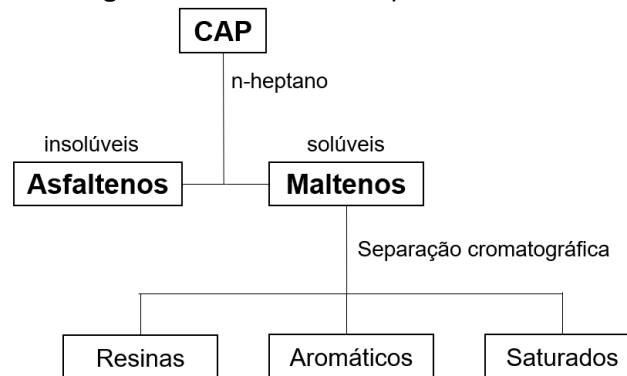 CAP
n-heptano
insolúveis
solúveis
Asfaltenos
Maltenos
Separação cromatográfica
Resinas
Aromáticos
Saturados